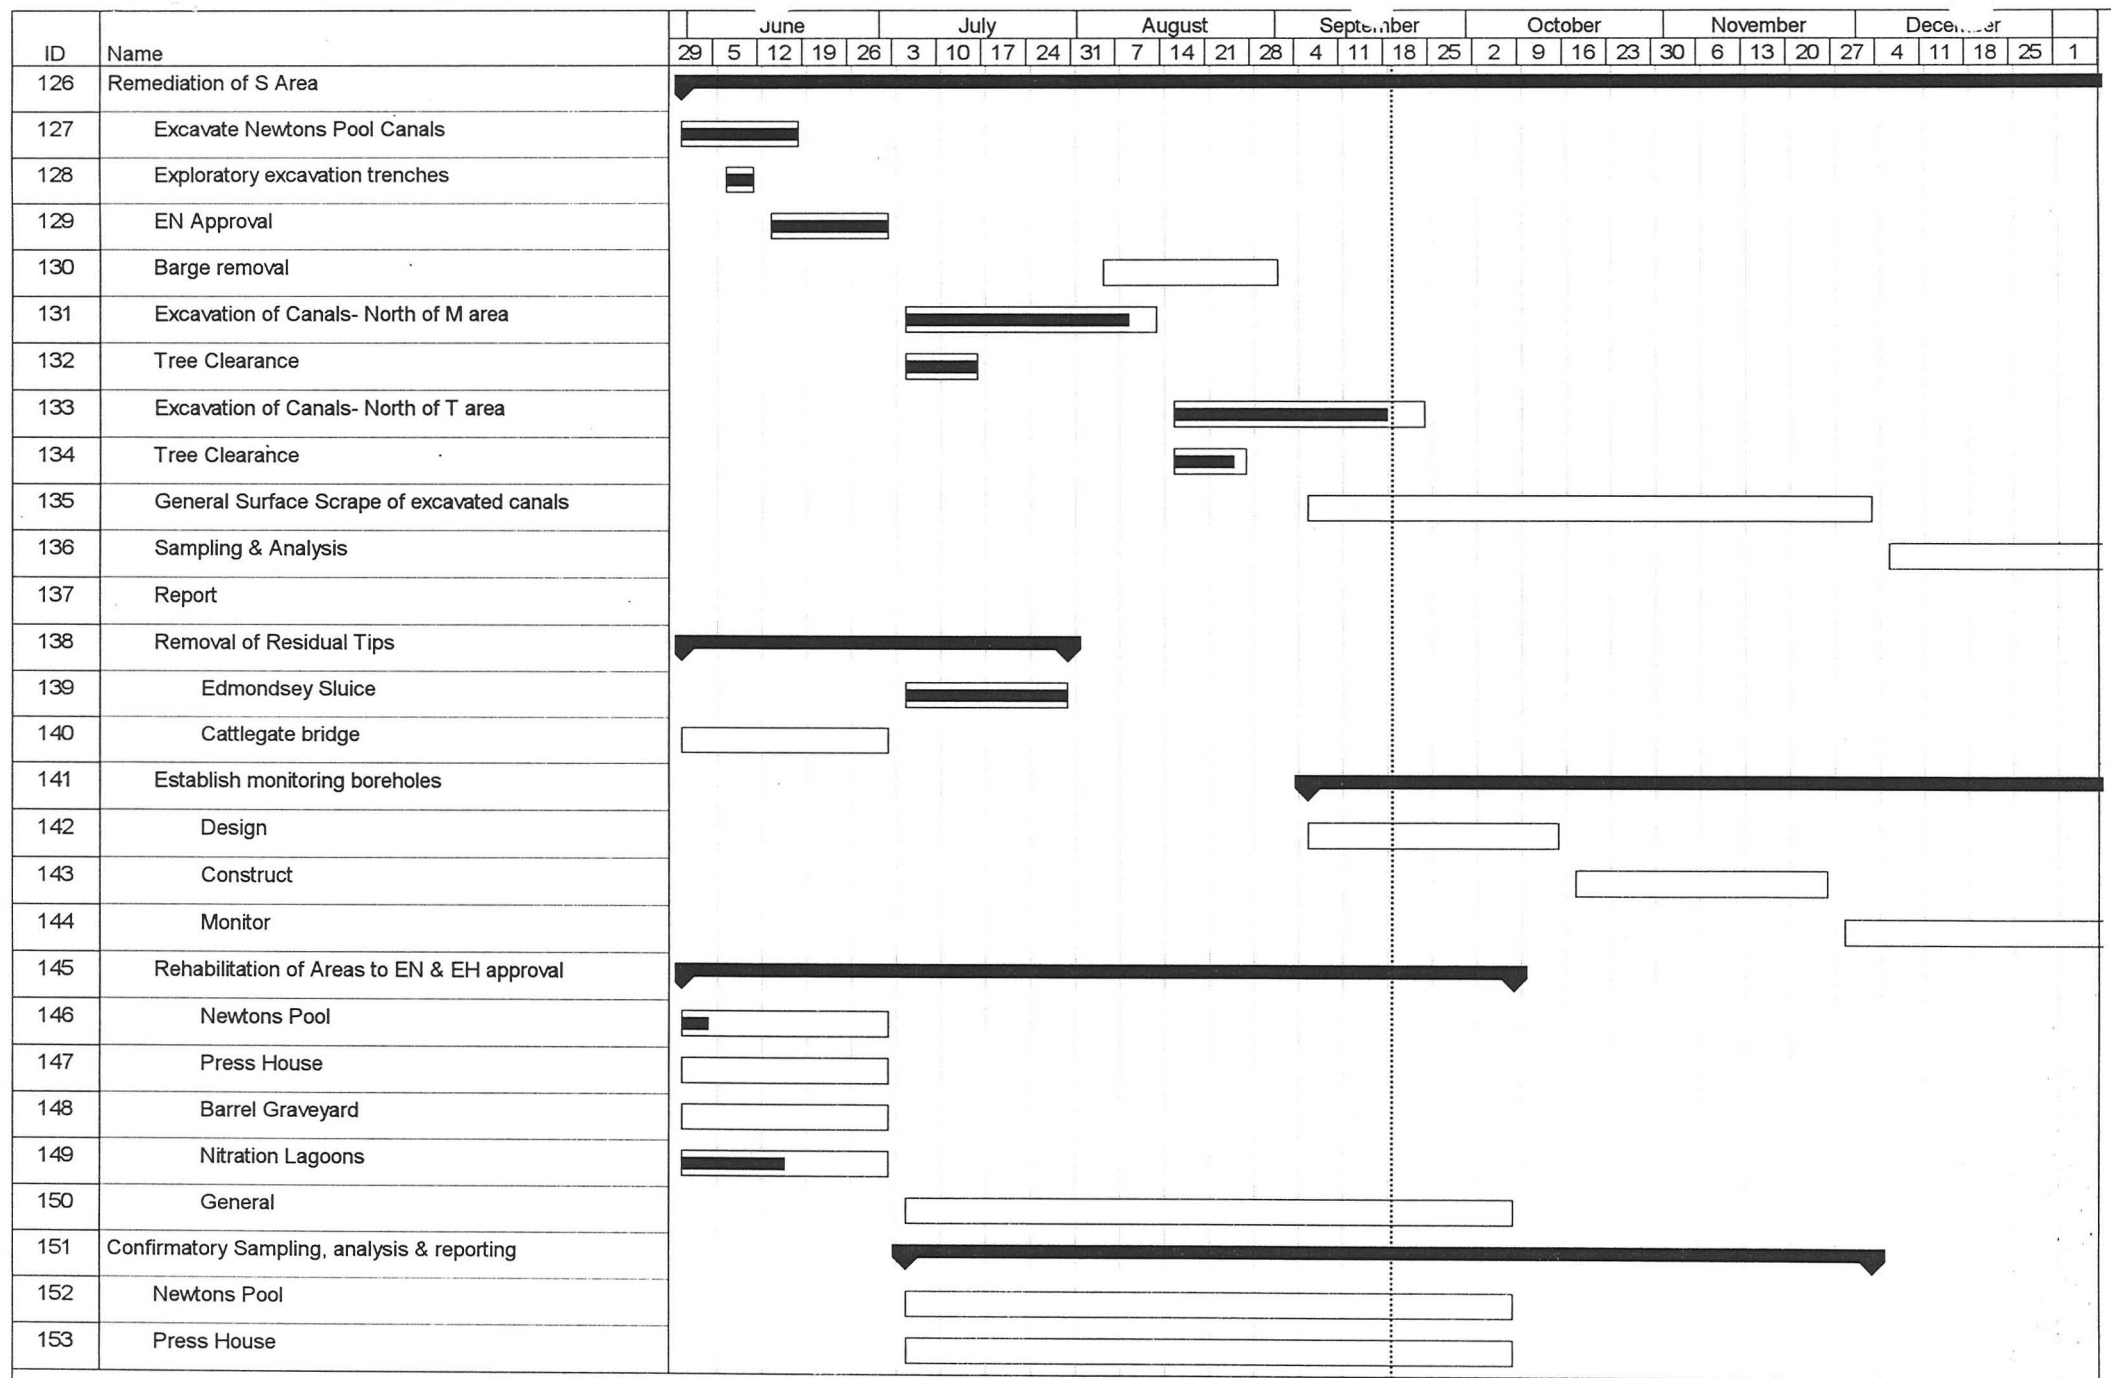 June July August September October November December
ID Name 29 5 12 19 26 3 10 17 24 31 7 14 21 28 4 11 18 25 2 9 16 23 30 6 13 20 27 4 11 18 25 1
126 Remediation of S Area
127 Excavate Newtons Pool Canals
128 Exploratory excavation trenches
129 EN Approval
130 Barge removal
131 Excavation of Canals- North of M area
132 Tree Clearance
133 Excavation of Canals- North of T area
134 Tree Clearance
135 General Surface Scrape of excavated canals
136 Sampling & Analysis
137 Report
138 Removal of Residual Tips
139 Edmondsey Sluice
140 Cattlegate bridge
141 Establish monitoring boreholes
142 Design
143 Construct
144 Monitor
145 Rehabilitation of Areas to EN & EH approval
146 Newtons Pool
147 Press House
148 Barrel Graveyard
149 Nitration Lagoons
150 General
151 Confirmatory Sampling, analysis & reporting
152 Newtons Pool
153 Press House